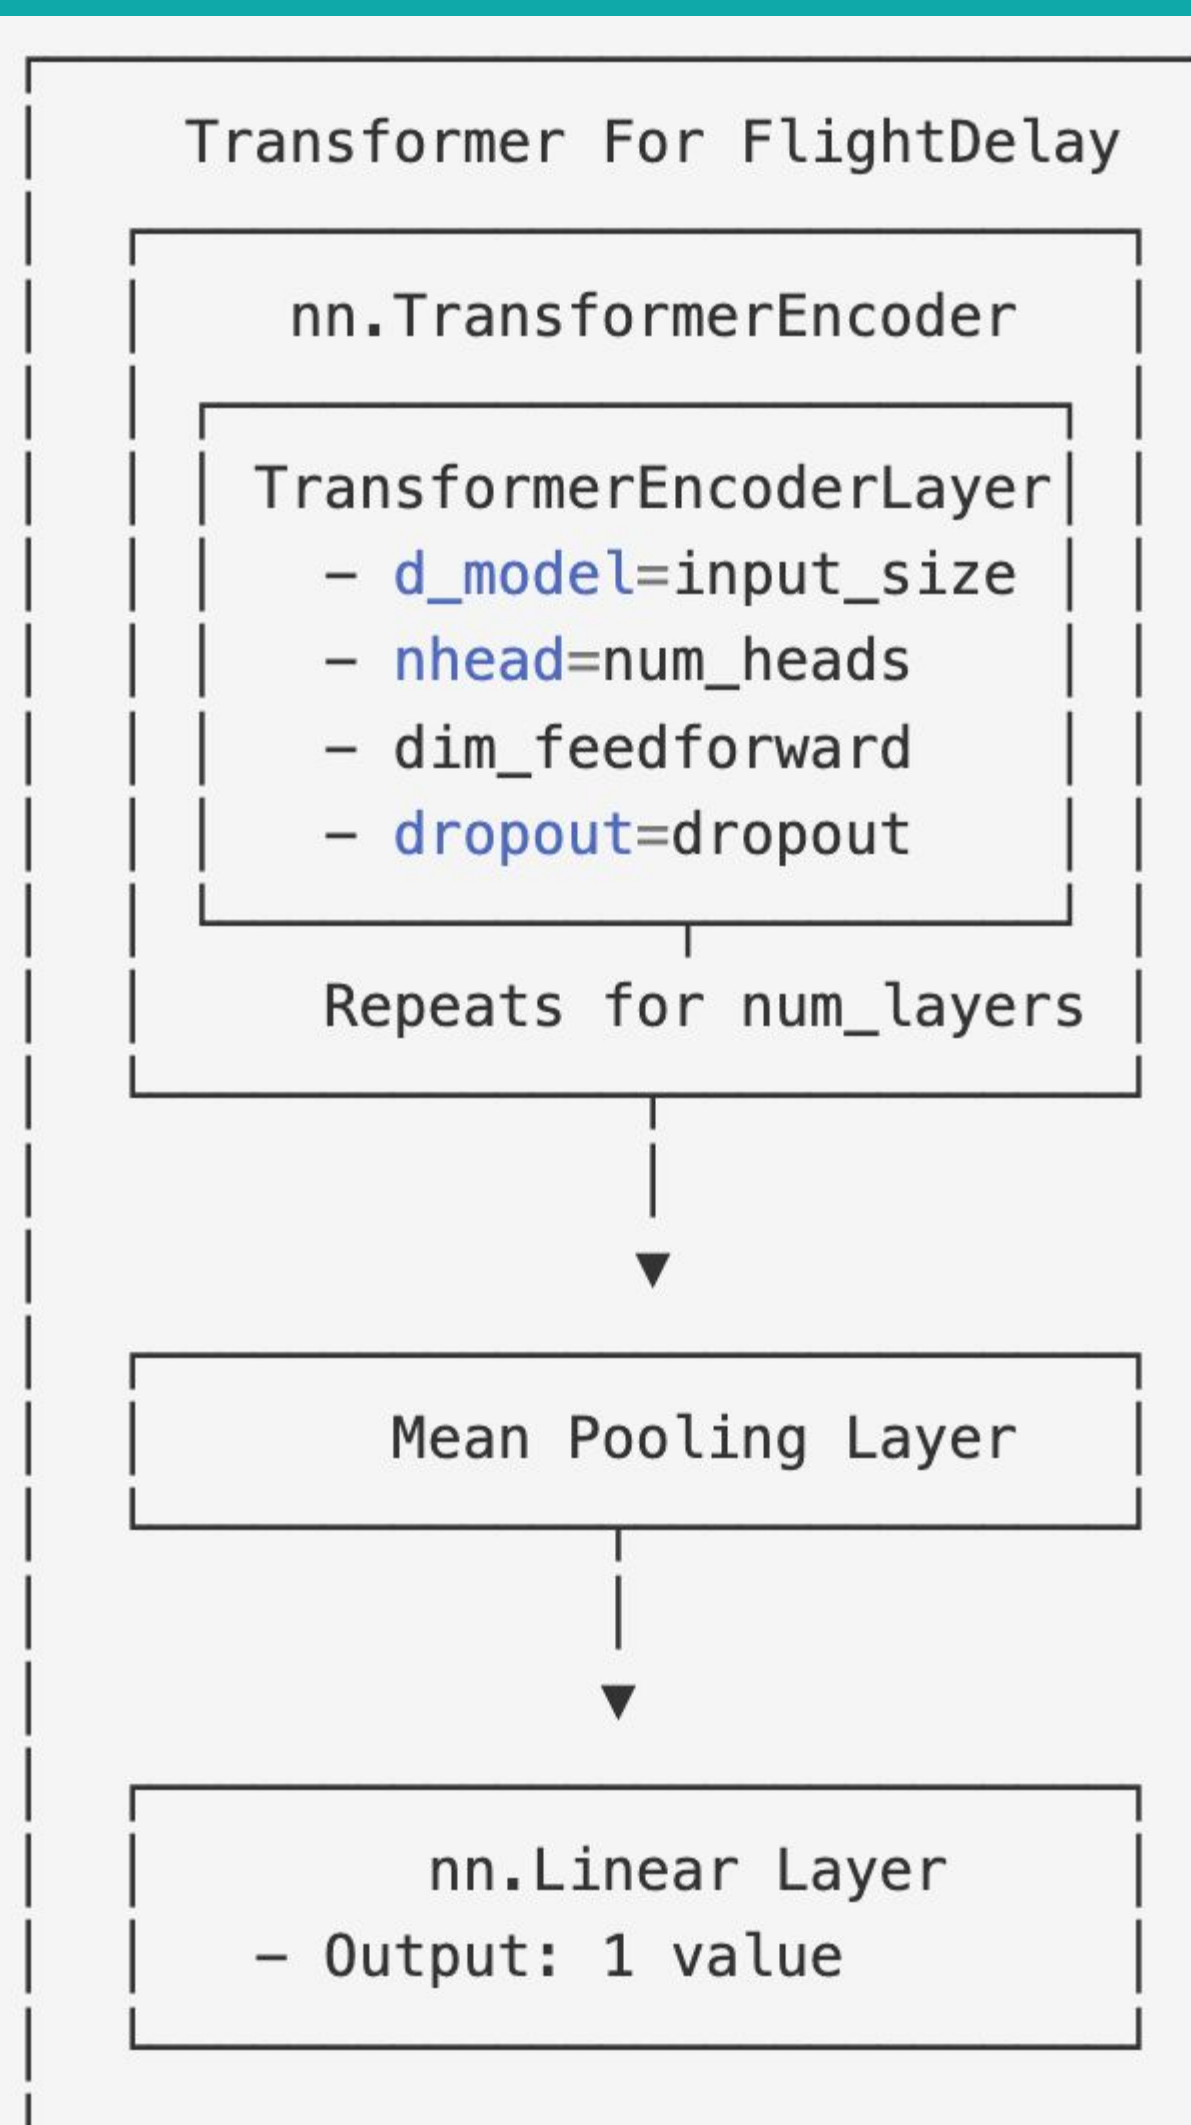 Transformer For FlightDelay
nn.TransformerEncoder
TransformerEncoderLayer
– d_model=input_size
– nhead=num_heads
– dim_feedforward
– dropout=dropout
Repeats for num_layers
Mean Pooling Layer
nn.Linear Layer
– Output: 1 value